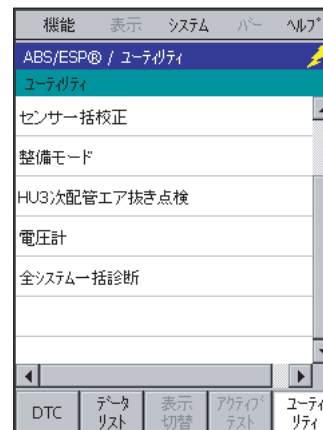 機能 表示 システム バー ヘルプ
ABS/ESP® / ユーティリティ
ユーティリティ
センサー括校正
整備モード
HU3次配管エア抜き点検
電圧計
全システム一括診断
DTC データリスト 表示切替 アクティブテスト ユーティリティ